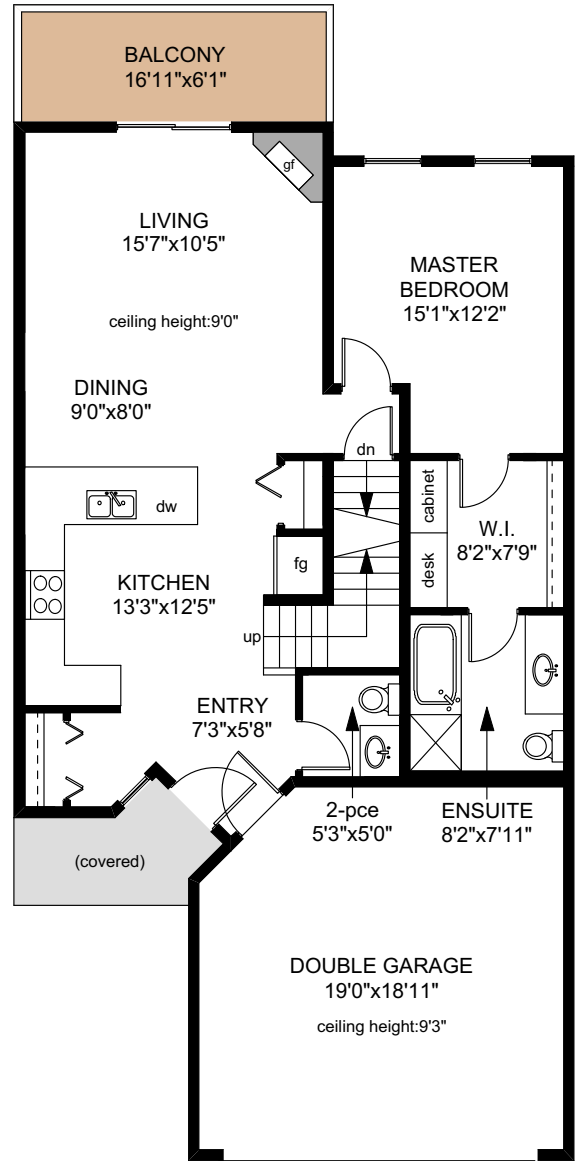 BALCONY
16'11"x6'1"
gf
LIVING
15'7"x10'5"
ceiling height:9'0"
MASTER
BEDROOM
15'1"x12'2"
DINING
9'0"x8'0"
dn
dw
cabinet
desk
W.I.
8'2"x7'9"
fg
KITCHEN
13'3"x12'5"
up
ENTRY
7'3"x5'8"
2-pce
5'3"x5'0"
ENSUITE
8'2"x7'11"
(covered)
DOUBLE GARAGE
19'0"x18'11"
ceiling height:9'3"